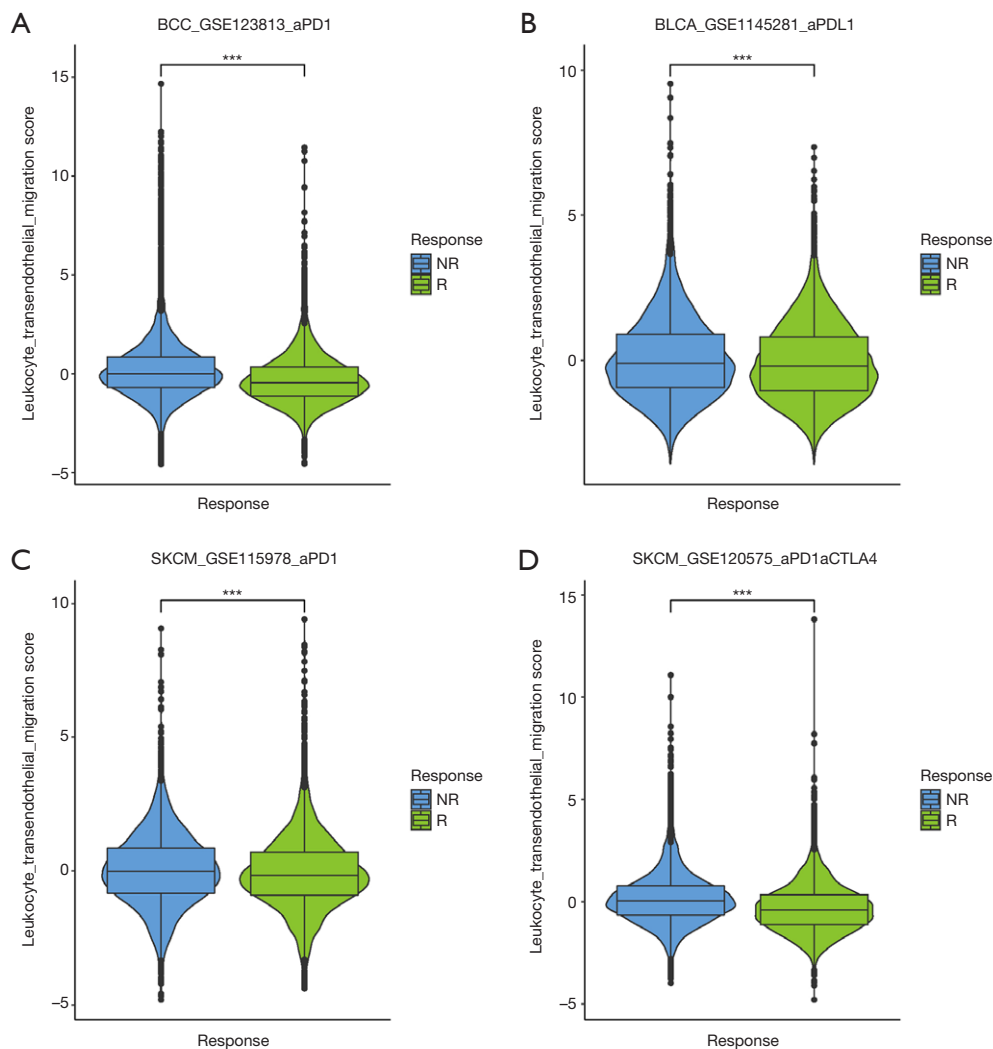 A
BCC_GSE123813_aPD1
***
15
10
5
0
−5
Leukocyte_transendothelial_migration score
Response
Response
NR
R
B
BLCA_GSE1145281_aPDL1
***
10
5
0
Leukocyte_transendothelial_migration score
Response
Response
NR
R
C
SKCM_GSE115978_aPD1
***
10
5
0
−5
Leukocyte_transendothelial_migration score
Response
Response
NR
R
D
SKCM_GSE120575_aPD1aCTLA4
***
15
10
5
0
−5
Leukocyte_transendothelial_migration score
Response
Response
NR
R